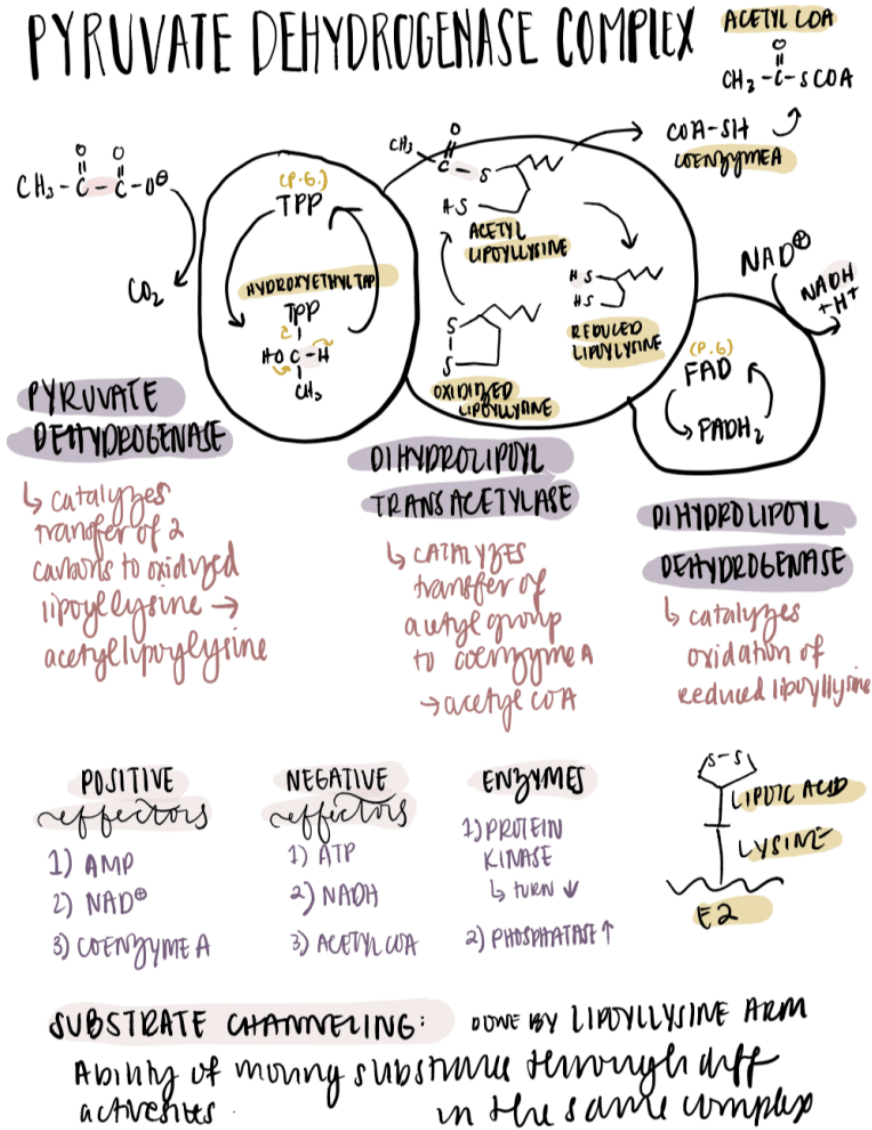 PYRUVATE DEHYDROGENASE COMPLEX
ACETYL COA
O
CH₃-C-SCOA
COA-SH
COENZYME A
O O
CH₃-C-C-O⊖
CO₂
(P.G.)
TPP
HYDROXYETHYL TPP
TPP
HO C-H
CH₃
O
CH₃ C-S
HS
ACETYL
LIPOYLLYSINE
HS
HS
REDUCED
LIPOYLYSINE
S
S
OXIDIZED
LIPOYLLYSINE
NAD⊕
NADH
+H+
(P.G)
FAD
FADH₂
PYRUVATE
DEHYDROGENASE
↳ catalyzes
transfer of 2
carbons to oxidized
lipoyllysine →
acetyllipoylysine
DIHYDROLIPOYL
TRANSACETYLASE
↳ CATALYZES
transfer of
acetyl group
to coenzyme A
→ acetyl COA
DIHYDROLIPOYL
DEHYDROGENASE
↳ catalyzes
oxidation of
reduced lipoyllysine
POSITIVE
effectors
1) AMP
2) NAD⊕
3) COENZYME A
NEGATIVE
effectors
1) ATP
2) NADH
3) ACETYL COA
ENZYMES
1) PROTEIN
KINASE
↳ TURN ↓
2) PHOSPHATASE ↑
S-S
LIPOIC ACID
LYSINE
E2
SUBSTRATE CHANNELING: DONE BY LIPOYLLYSINE ARM
Ability of moving substrate through diff
activesites in the same complex